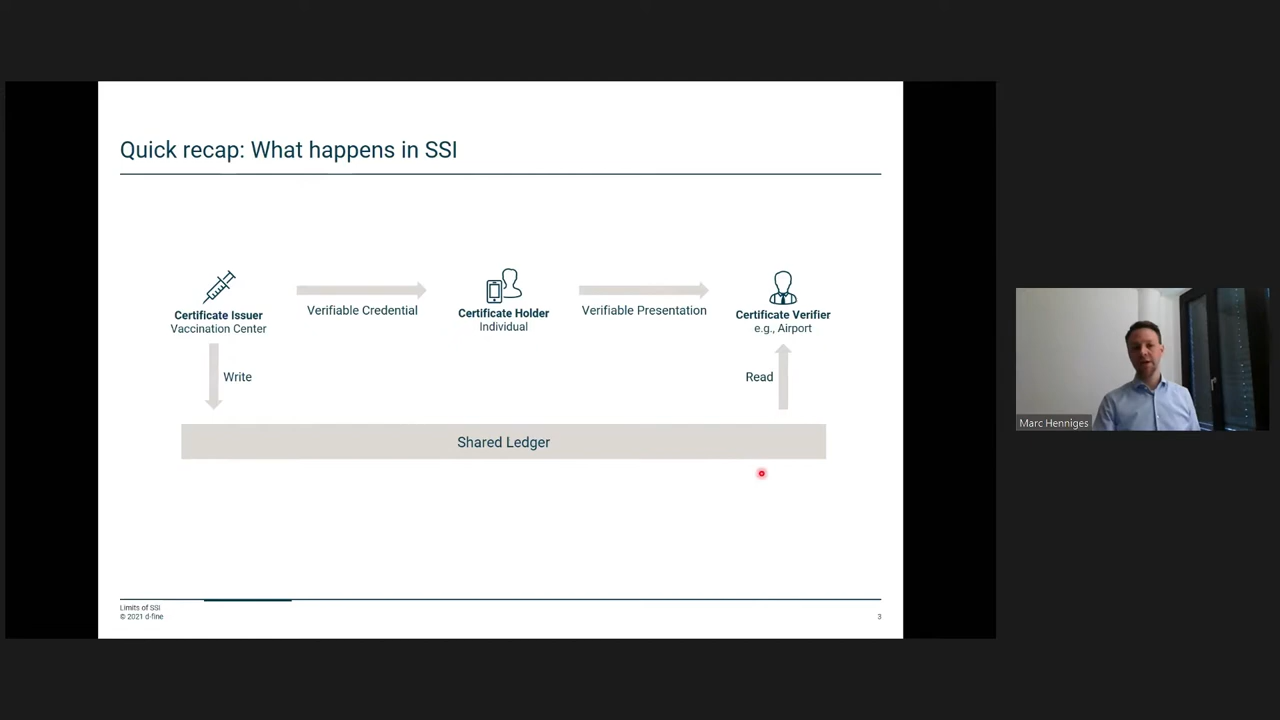 Quick recap: What happens in SSI
Certificate Issuer
Vaccination Center
Verifiable Credential
Certificate Holder
Individual
Verifiable Presentation
Certificate Verifier
e.g., Airport
Write
Read
Shared Ledger
Marc Henniges
Limits of SSI
© 2021 d-fine
3